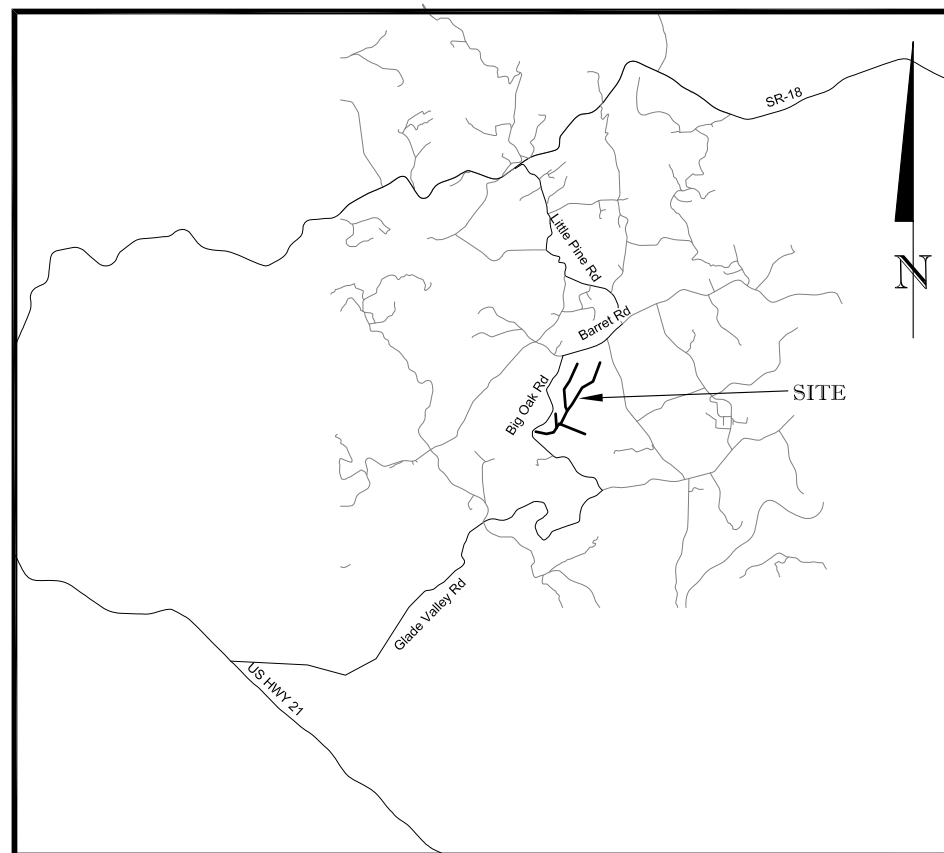 SR-18
Little Pine Rd
N
Barret Rd
Big Oak Rd
SITE
Glade Valley Rd
US HWY 21